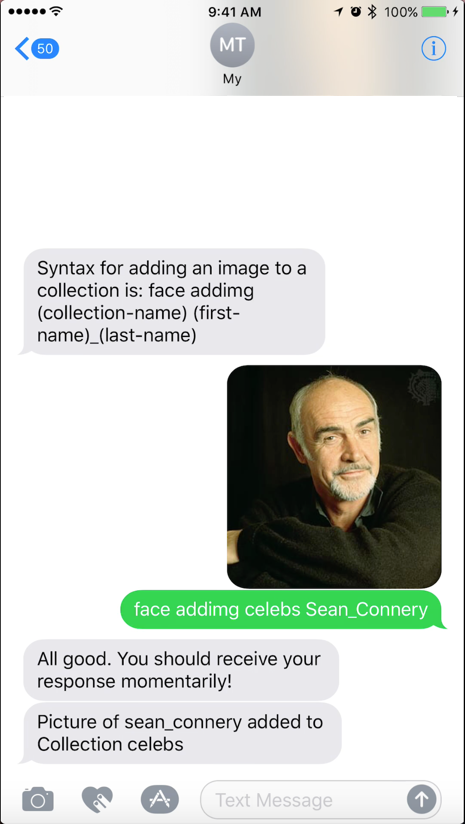 9:41 AM
100%
50
MT
My
Syntax for adding an image to a
collection is: face addimg
(collection-name) (first-
name)_(last-name)
face addimg celebs Sean_Connery
All good. You should receive your
response momentarily!
Picture of sean_connery added to
Collection celebs
Text Message